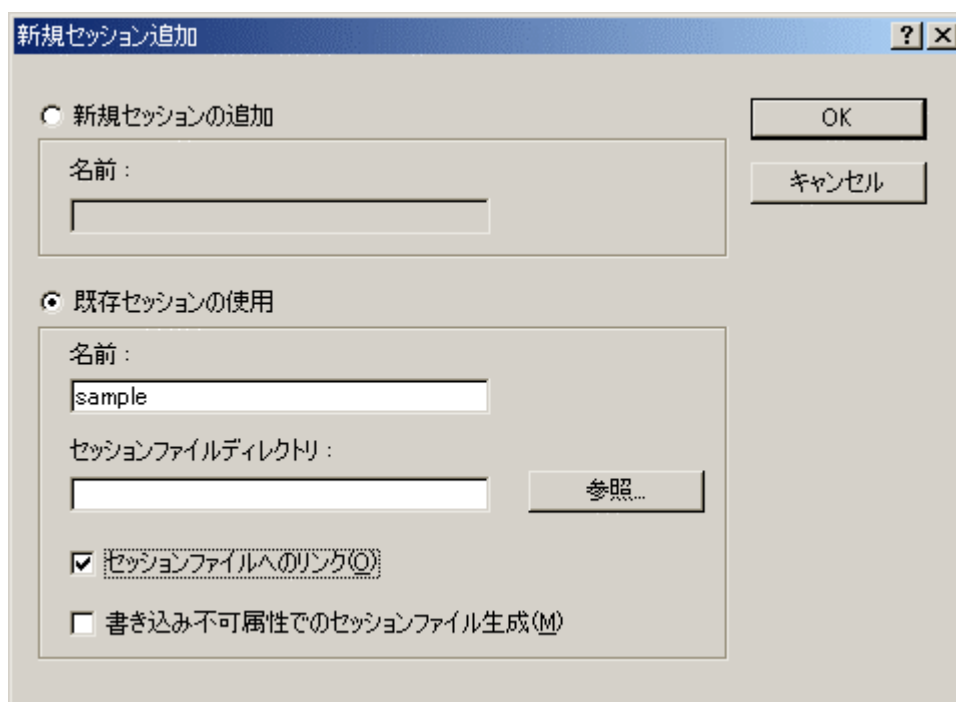 新規セッション追加
新規セッションの追加
OK
名前:
キャンセル
既存セッションの使用
名前:
sample
セッションファイルディレクトリ:
参照...
セッションファイルへのリンク(O)
書き込み不可属性でのセッションファイル生成(M)